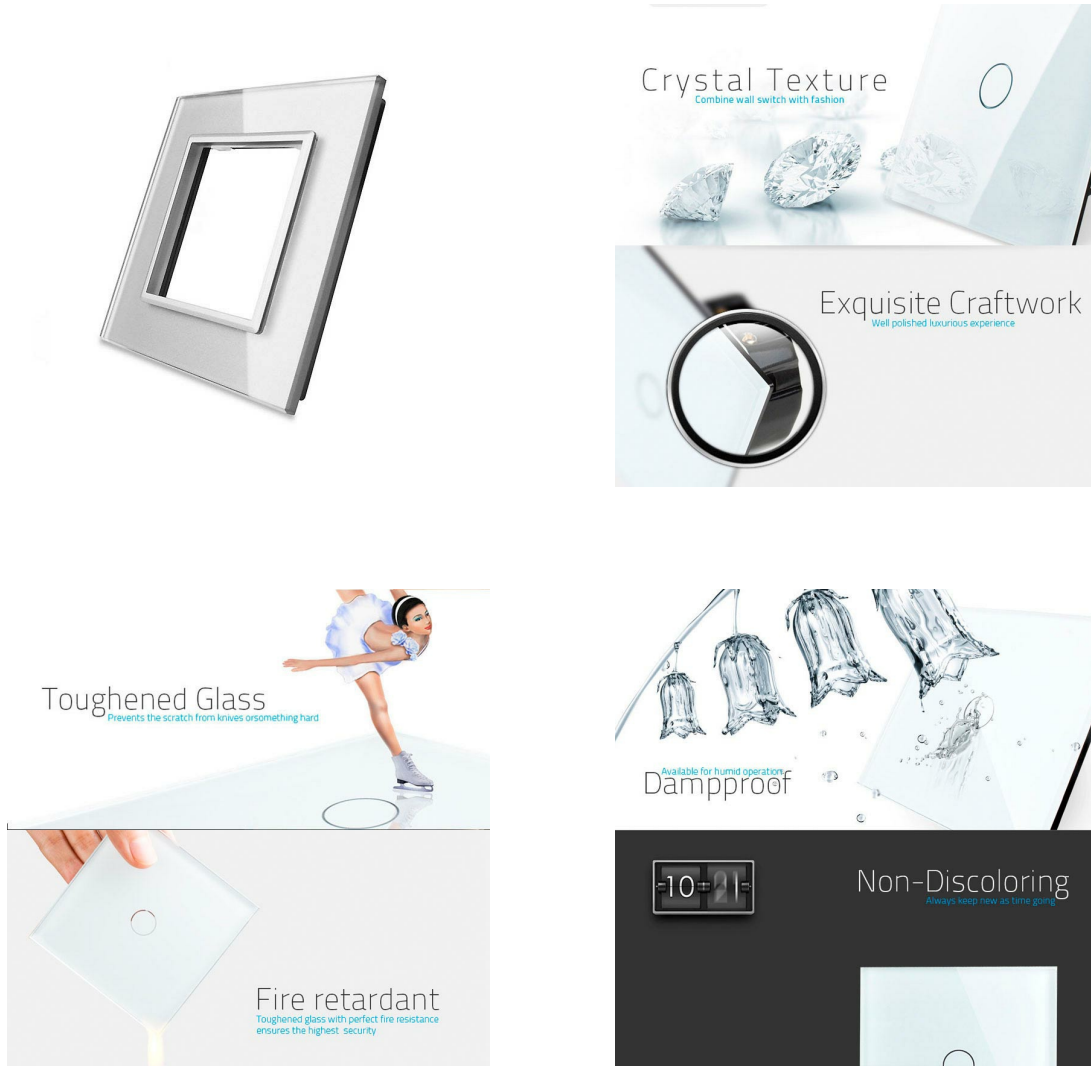 Crystal Texture
Combine wall switch with fashion
Exquisite Craftwork
Well polished luxurious experience
Toughened Glass
Prevents the scratch from knives orsomething hard
Fire retardant
Toughened glass with perfect fire resistance
ensures the highest security
Available for humid operation
Dampproof
10 21
Non-Discoloring
Always keep new as time going